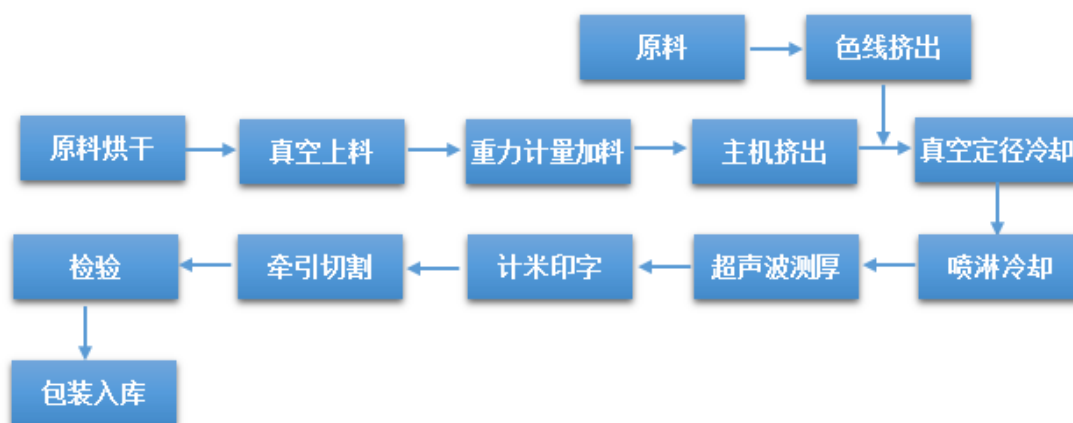 原料
色线挤出
原料烘干
真空上料
重力计量加料
主机挤出
真空定径冷却
喷淋冷却
超声波测厚
计米印字
牵引切割
检验
包装入库